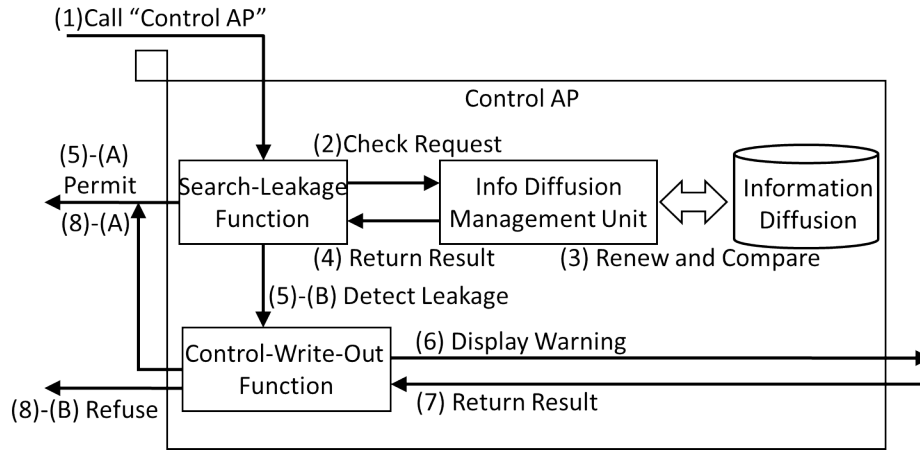 (1)Call “Control AP”
Control AP
(5)-(A)
Permit
(8)-(A)
(2)Check Request
Search-Leakage
Function
Info Diffusion
Management Unit
Information
Diffusion
(4) Return Result
(3) Renew and Compare
(5)-(B) Detect Leakage
Control-Write-Out
Function
(6) Display Warning
(7) Return Result
(8)-(B) Refuse